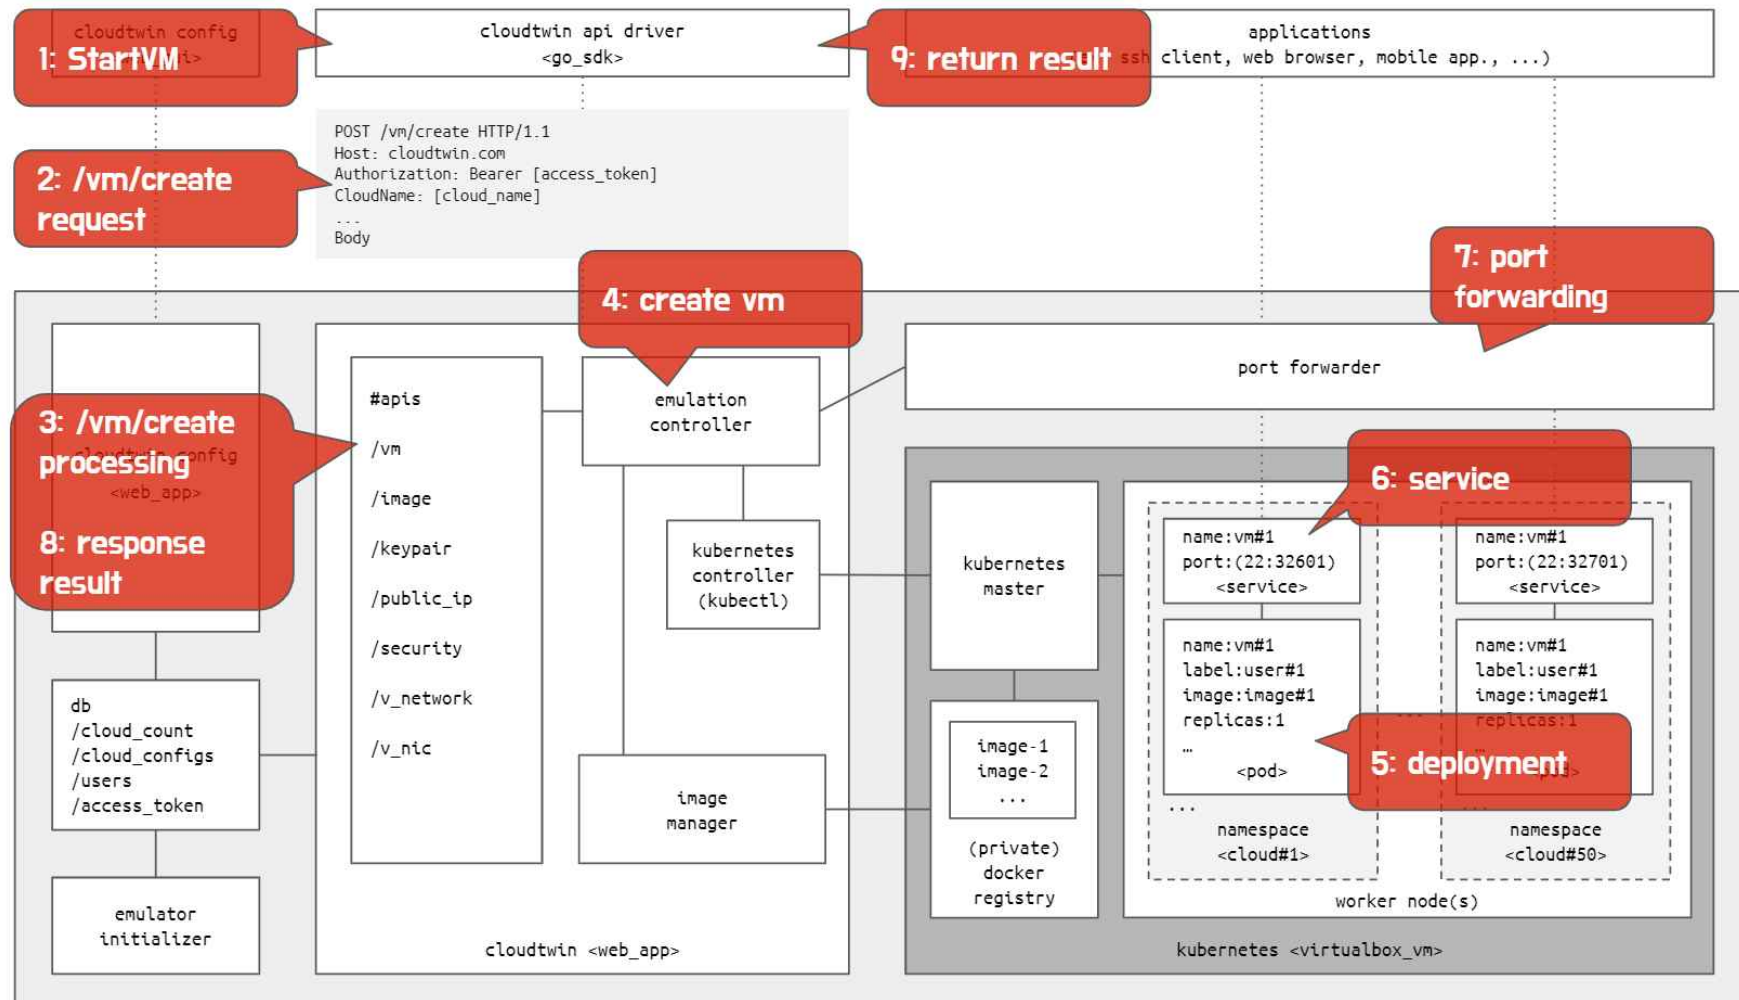 cloudtwin config
1: StartVM
cloudtwin api driver
<go_sdk>
9: return result
applications
ssh client, web browser, mobile app., ...)
POST /vm/create HTTP/1.1
Host: cloudtwin.com
Authorization: Bearer [access_token]
CloudName: [cloud_name]
...
Body
2: /vm/create
request
4: create vm
7: port
forwarding
3: /vm/create
processing
cloudtwin config
<web_app>
8: response
result
#apis
/vm
/image
/keypair
/public_ip
/security
/v_network
/v_nic
emulation
controller
port forwarder
kubernetes
controller
(kubectl)
kubernetes
master
6: service
name:vm#1
port:(22:32601)
<service>
name:vm#1
port:(22:32701)
<service>
name:vm#1
label:user#1
image:image#1
replicas:1
…
<pod>
...
namespace
<cloud#1>
...
name:vm#1
label:user#1
image:image#1
replicas:1
…
<pod>
...
namespace
<cloud#50>
5: deployment
worker node(s)
db
/cloud_count
/cloud_configs
/users
/access_token
emulator
initializer
image
manager
image-1
image-2
...
(private)
docker
registry
cloudtwin <web_app>
kubernetes <virtualbox_vm>